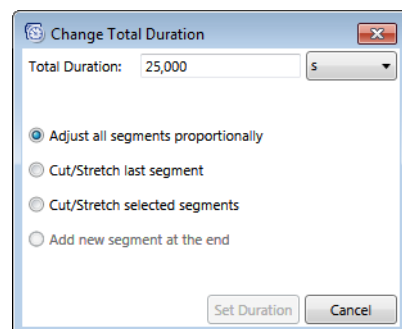 Change Total Duration
Total Duration: 25,000 s
Adjust all segments proportionally
Cut/Stretch last segment
Cut/Stretch selected segments
Add new segment at the end
Set Duration Cancel